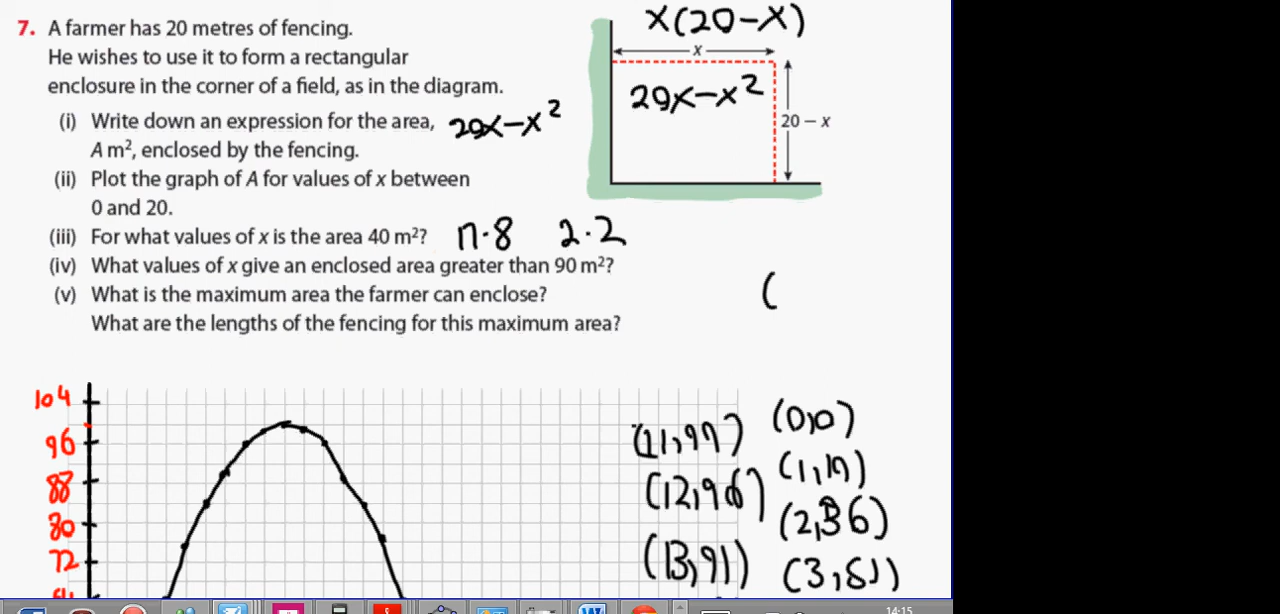 7. A farmer has 20 metres of fencing.
He wishes to use it to form a rectangular
enclosure in the corner of a field, as in the diagram.
(i) Write down an expression for the area, 20x-x²
A m², enclosed by the fencing.
(ii) Plot the graph of A for values of x between
0 and 20.
(iii) For what values of x is the area 40 m²? 17.8 2.2
(iv) What values of x give an enclosed area greater than 90 m²?
(v) What is the maximum area the farmer can enclose?
What are the lengths of the fencing for this maximum area?
x(20-x)
x
20x-x²
20 – x
(
104
96
88
80
72
(11,99) (0,0)
(12,96) (1,19)
(13,91) (2,36)
(3,51)
14:15